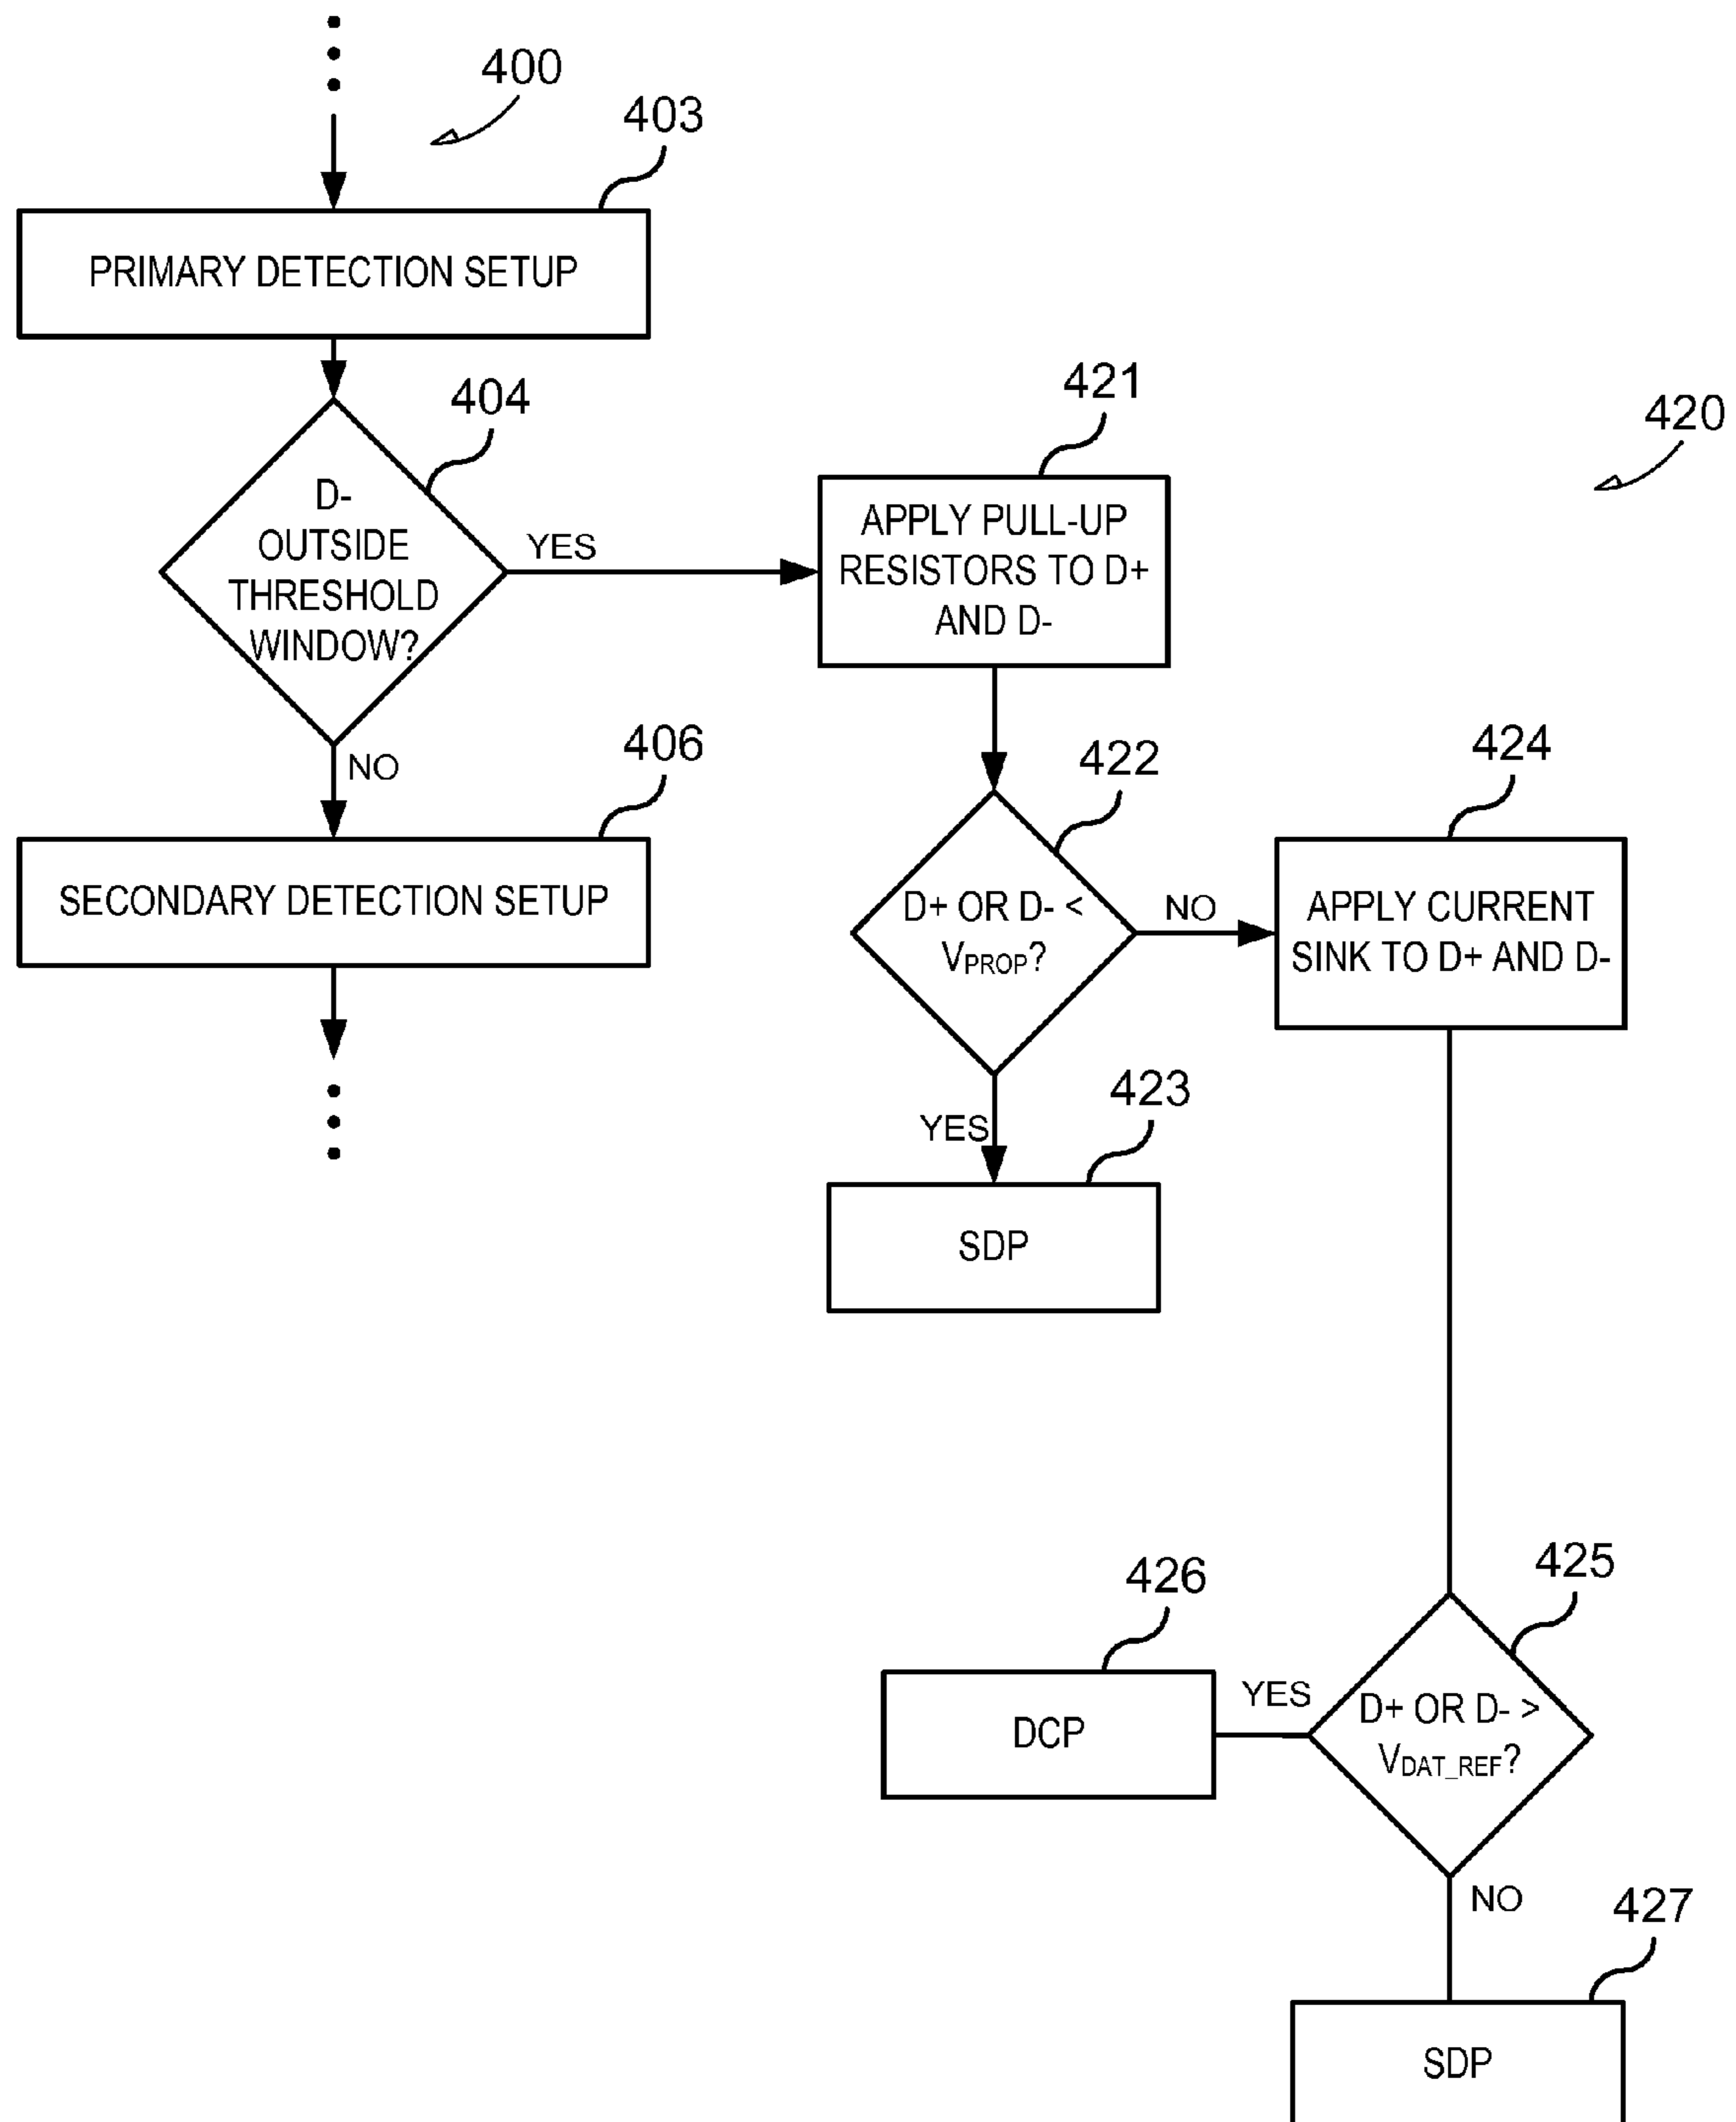 400
403
PRIMARY DETECTION SETUP
404
D-
OUTSIDE
THRESHOLD
WINDOW?
YES
NO
406
SECONDARY DETECTION SETUP
420
421
APPLY PULL-UP
RESISTORS TO D+
AND D-
422
D+ OR D- <
VPROP?
NO
YES
423
SDP
424
APPLY CURRENT
SINK TO D+ AND D-
425
D+ OR D- >
VDAT_REF?
YES
426
DCP
NO
427
SDP